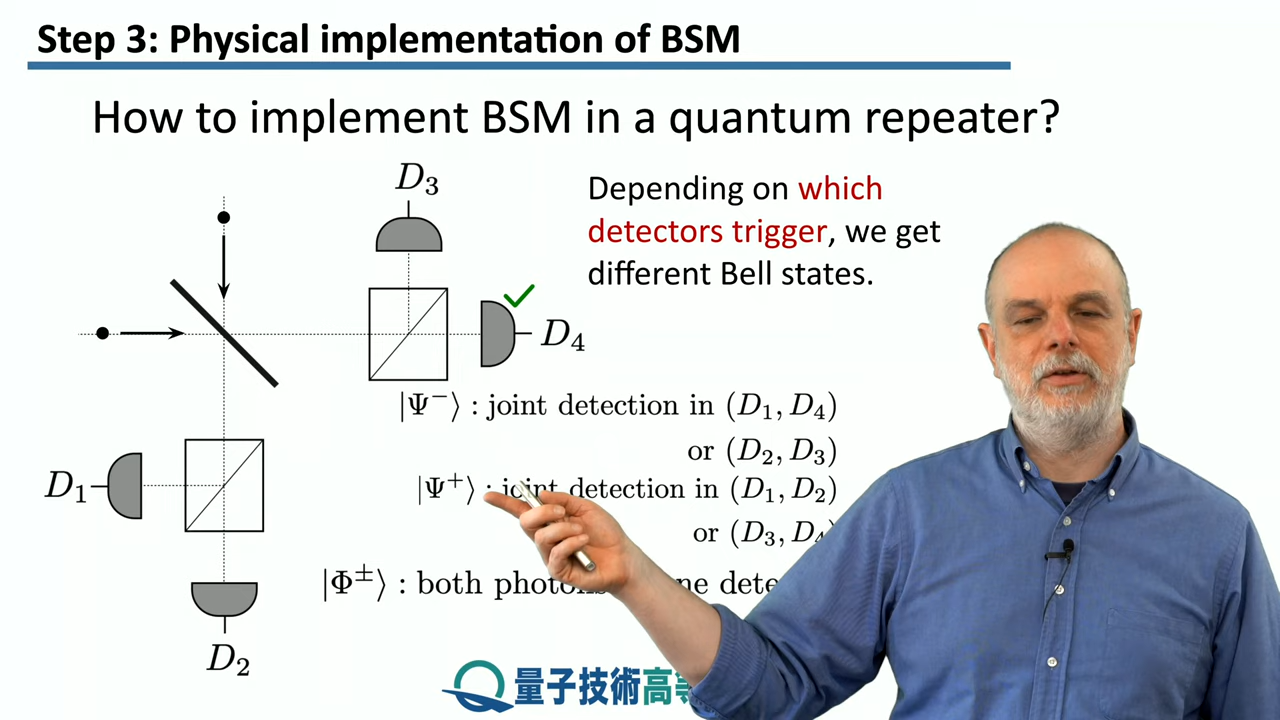 Step 3: Physical implementation of BSM
How to implement BSM in a quantum repeater?
D₃
Depending on which
detectors trigger, we get
different Bell states.
D₄
|Ψ⁻⟩ : joint detection in (D₁, D₄)
or (D₂, D₃)
D₁
|Ψ⁺⟩ : joint detection in (D₁, D₂)
or (D₃, D₄
|Φ±⟩ : both photons
D₂
量子技術高